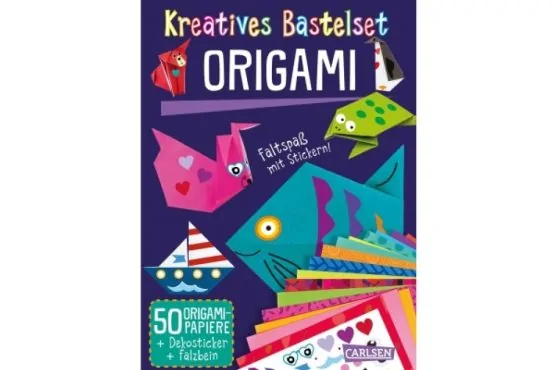 Kreatives Bastelset
ORIGAMI
Faltspaß
mit Stickern!
50 ORIGAMI-
PAPIERE
+ Dekosticker
+ Falzbein
CARLSEN